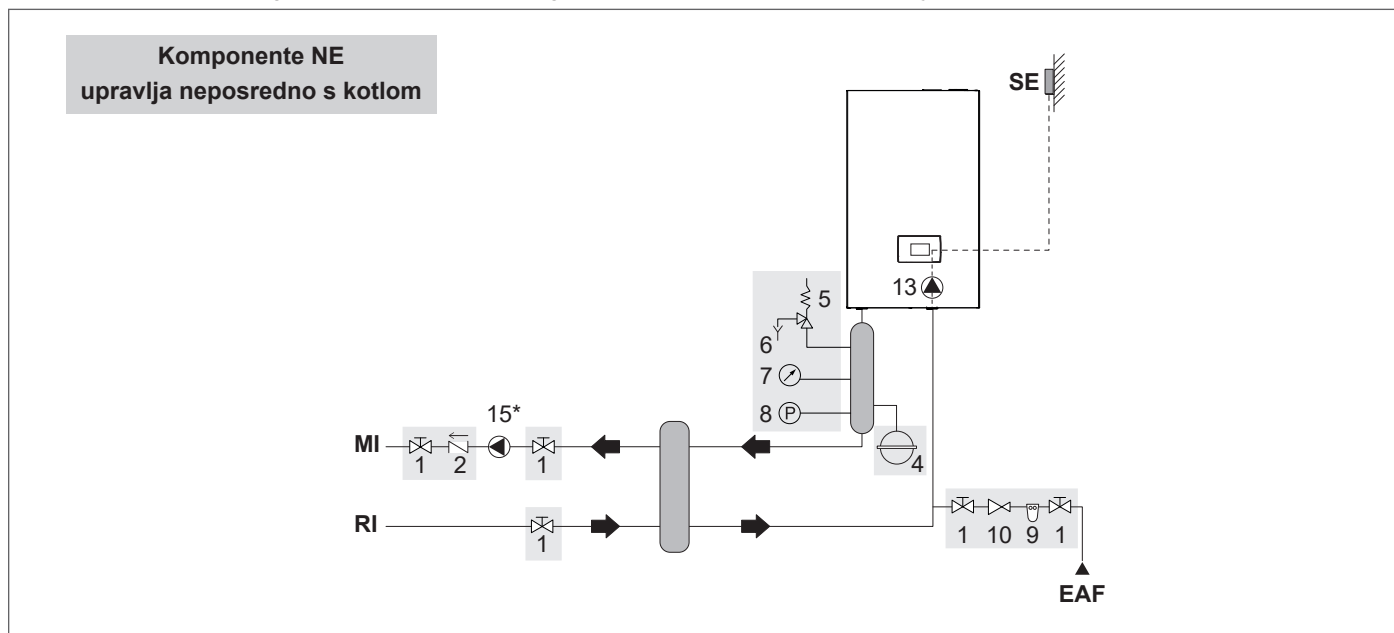 Komponente NE
upravlja neposredno s kotlom
SE
13
5
6
7
8 P
4
15*
MI
1 2 1
RI
1
1 10 9 1
EAF